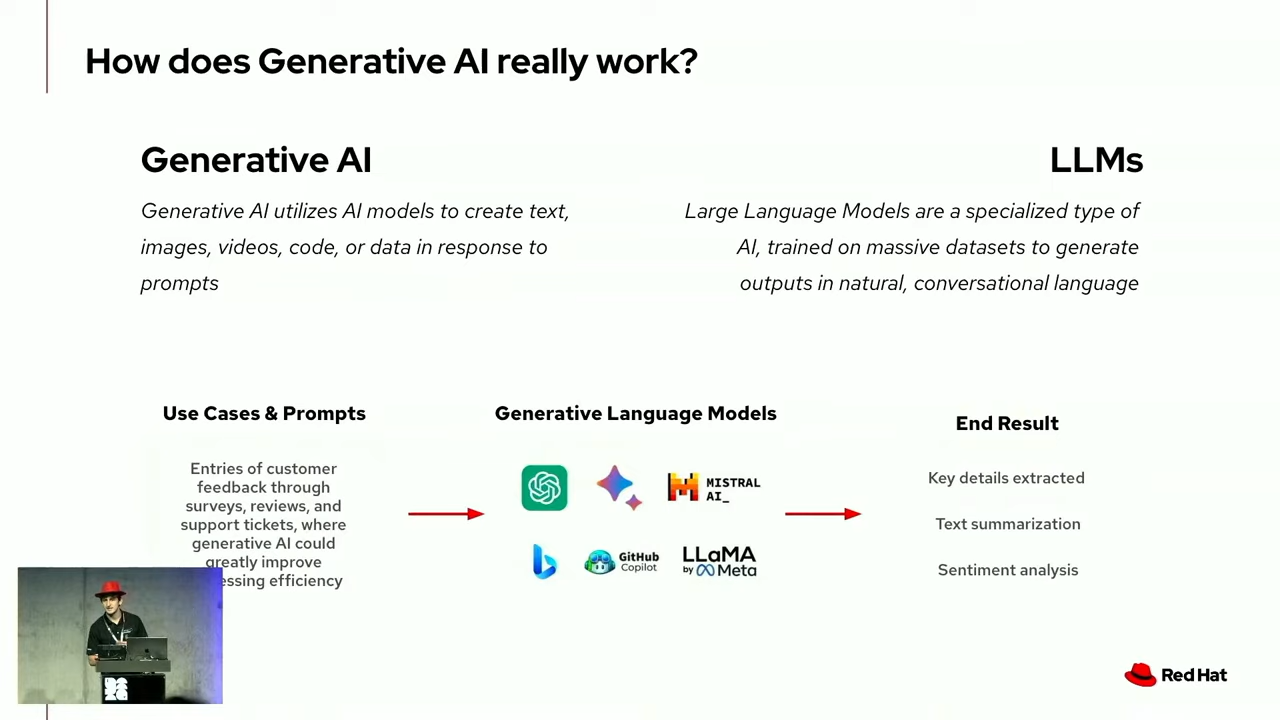 How does Generative AI really work?
Generative AI
Generative AI utilizes AI models to create text,
images, videos, code, or data in response to
prompts
LLMs
Large Language Models are a specialized type of
AI, trained on massive datasets to generate
outputs in natural, conversational language
Use Cases & Prompts
Entries of customer
feedback through
surveys, reviews, and
support tickets, where
generative AI could
greatly improve
essing efficiency
Generative Language Models
MISTRAL
AI_
GitHub
Copilot
LLaMA
by Meta
End Result
Key details extracted
Text summarization
Sentiment analysis
Red Hat